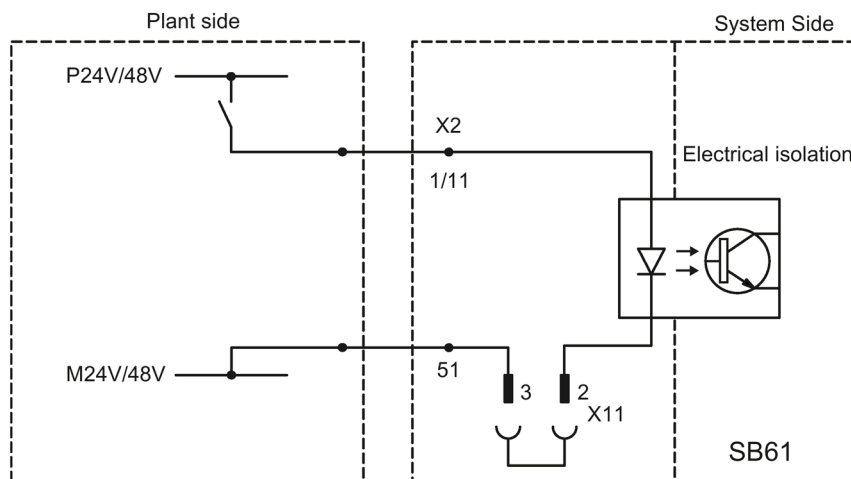 Plant side
System Side
P24V/48V
X2
1/11
Electrical isolation
M24V/48V
51
3
2
X11
SB61